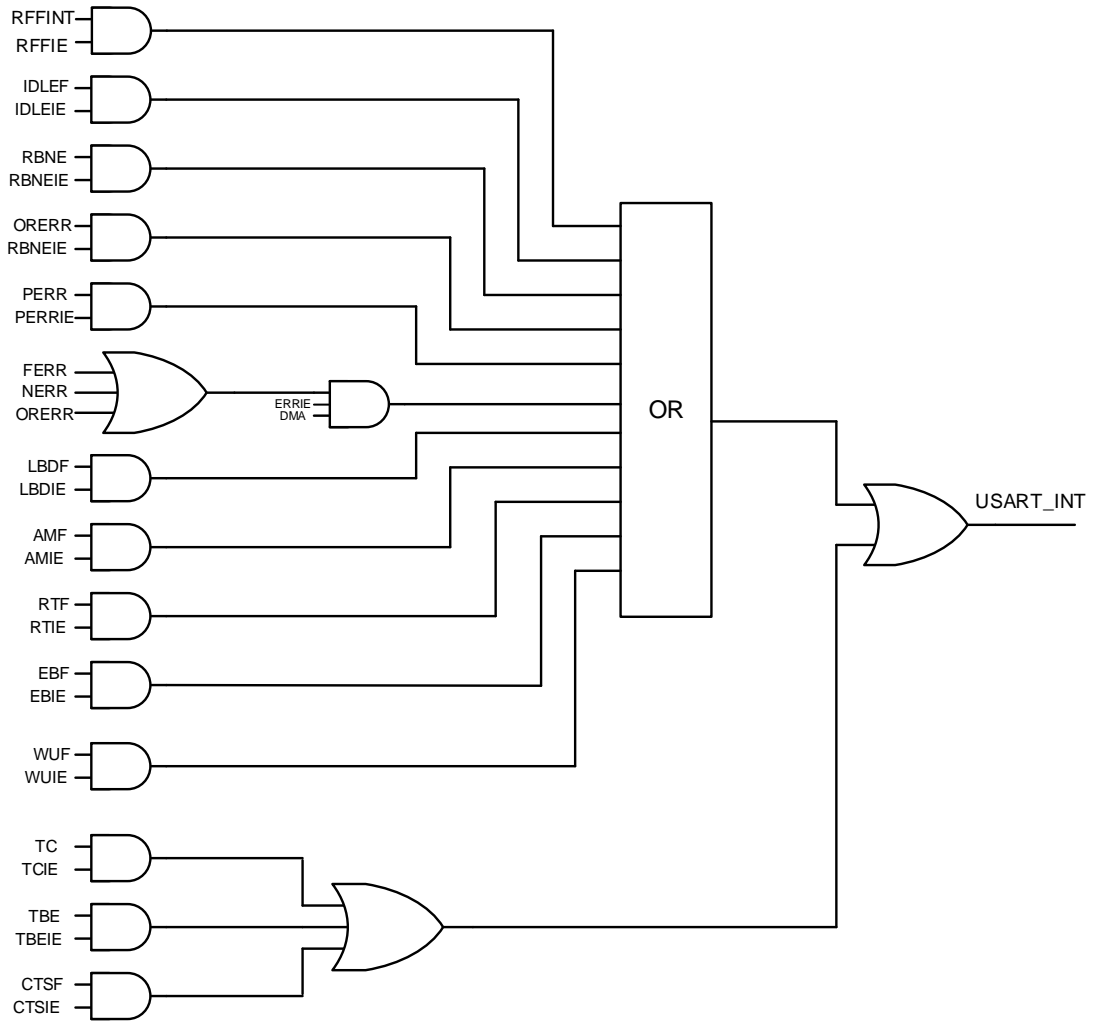 RFFINT
RFFIE
IDLEF
IDLEIE
RBNE
RBNEIE
ORERR
RBNEIE
PERR
PERRIE
FERR
NERR
ORERR
ERRIE
DMA
OR
LBDF
LBDIE
USART_INT
AMF
AMIE
RTF
RTIE
EBF
EBIE
WUF
WUIE
TC
TCIE
TBE
TBEIE
CTSF
CTSIE